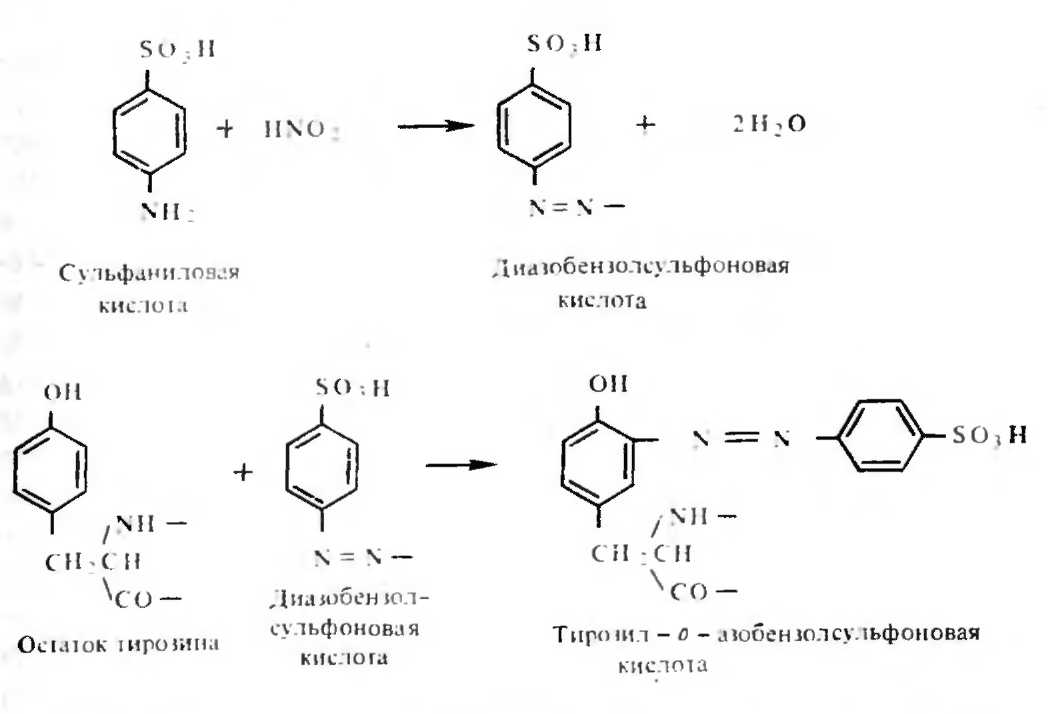 SO₃H
SO₃H
+ HNO₂ → + 2H₂O
NH₂
N=N—
Сульфаниловая
кислота
Диазобензолсульфоновая
кислота
OH
SO₃H
OH
+ → — N = N — —SO₃H
NH —
CH₂CH
CO —
N = N —
NH —
CH₂CH
CO —
Остаток тирозина
Диазобензол-
сульфоновая
кислота
Тирозил – о – азобензолсульфоновая
кислота